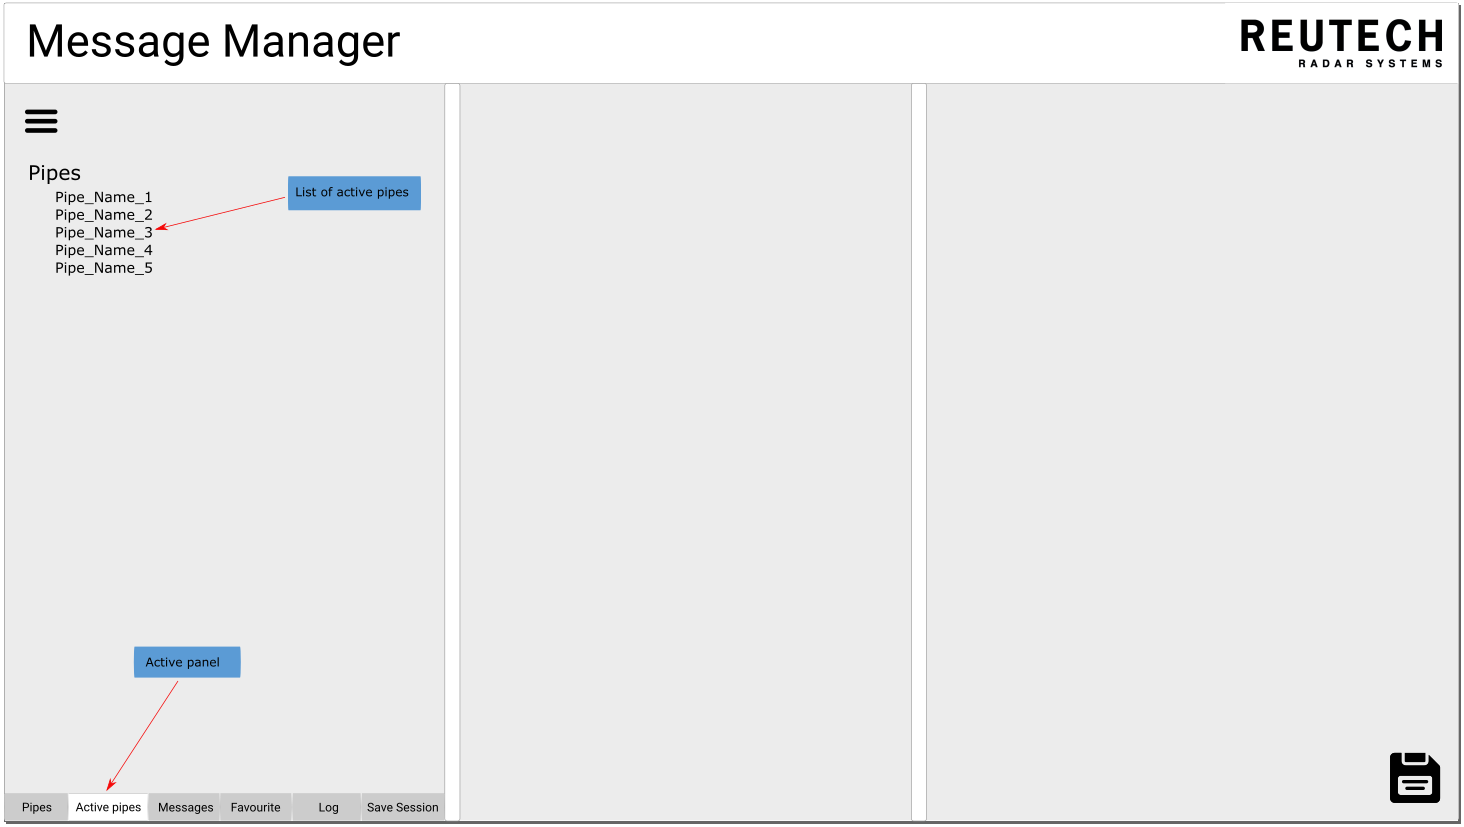 Message Manager
REUTECH
RADAR SYSTEMS
Pipes
Pipe_Name_1
Pipe_Name_2
Pipe_Name_3
Pipe_Name_4
Pipe_Name_5
List of active pipes
Active panel
Pipes
Active pipes
Messages
Favourite
Log
Save Session